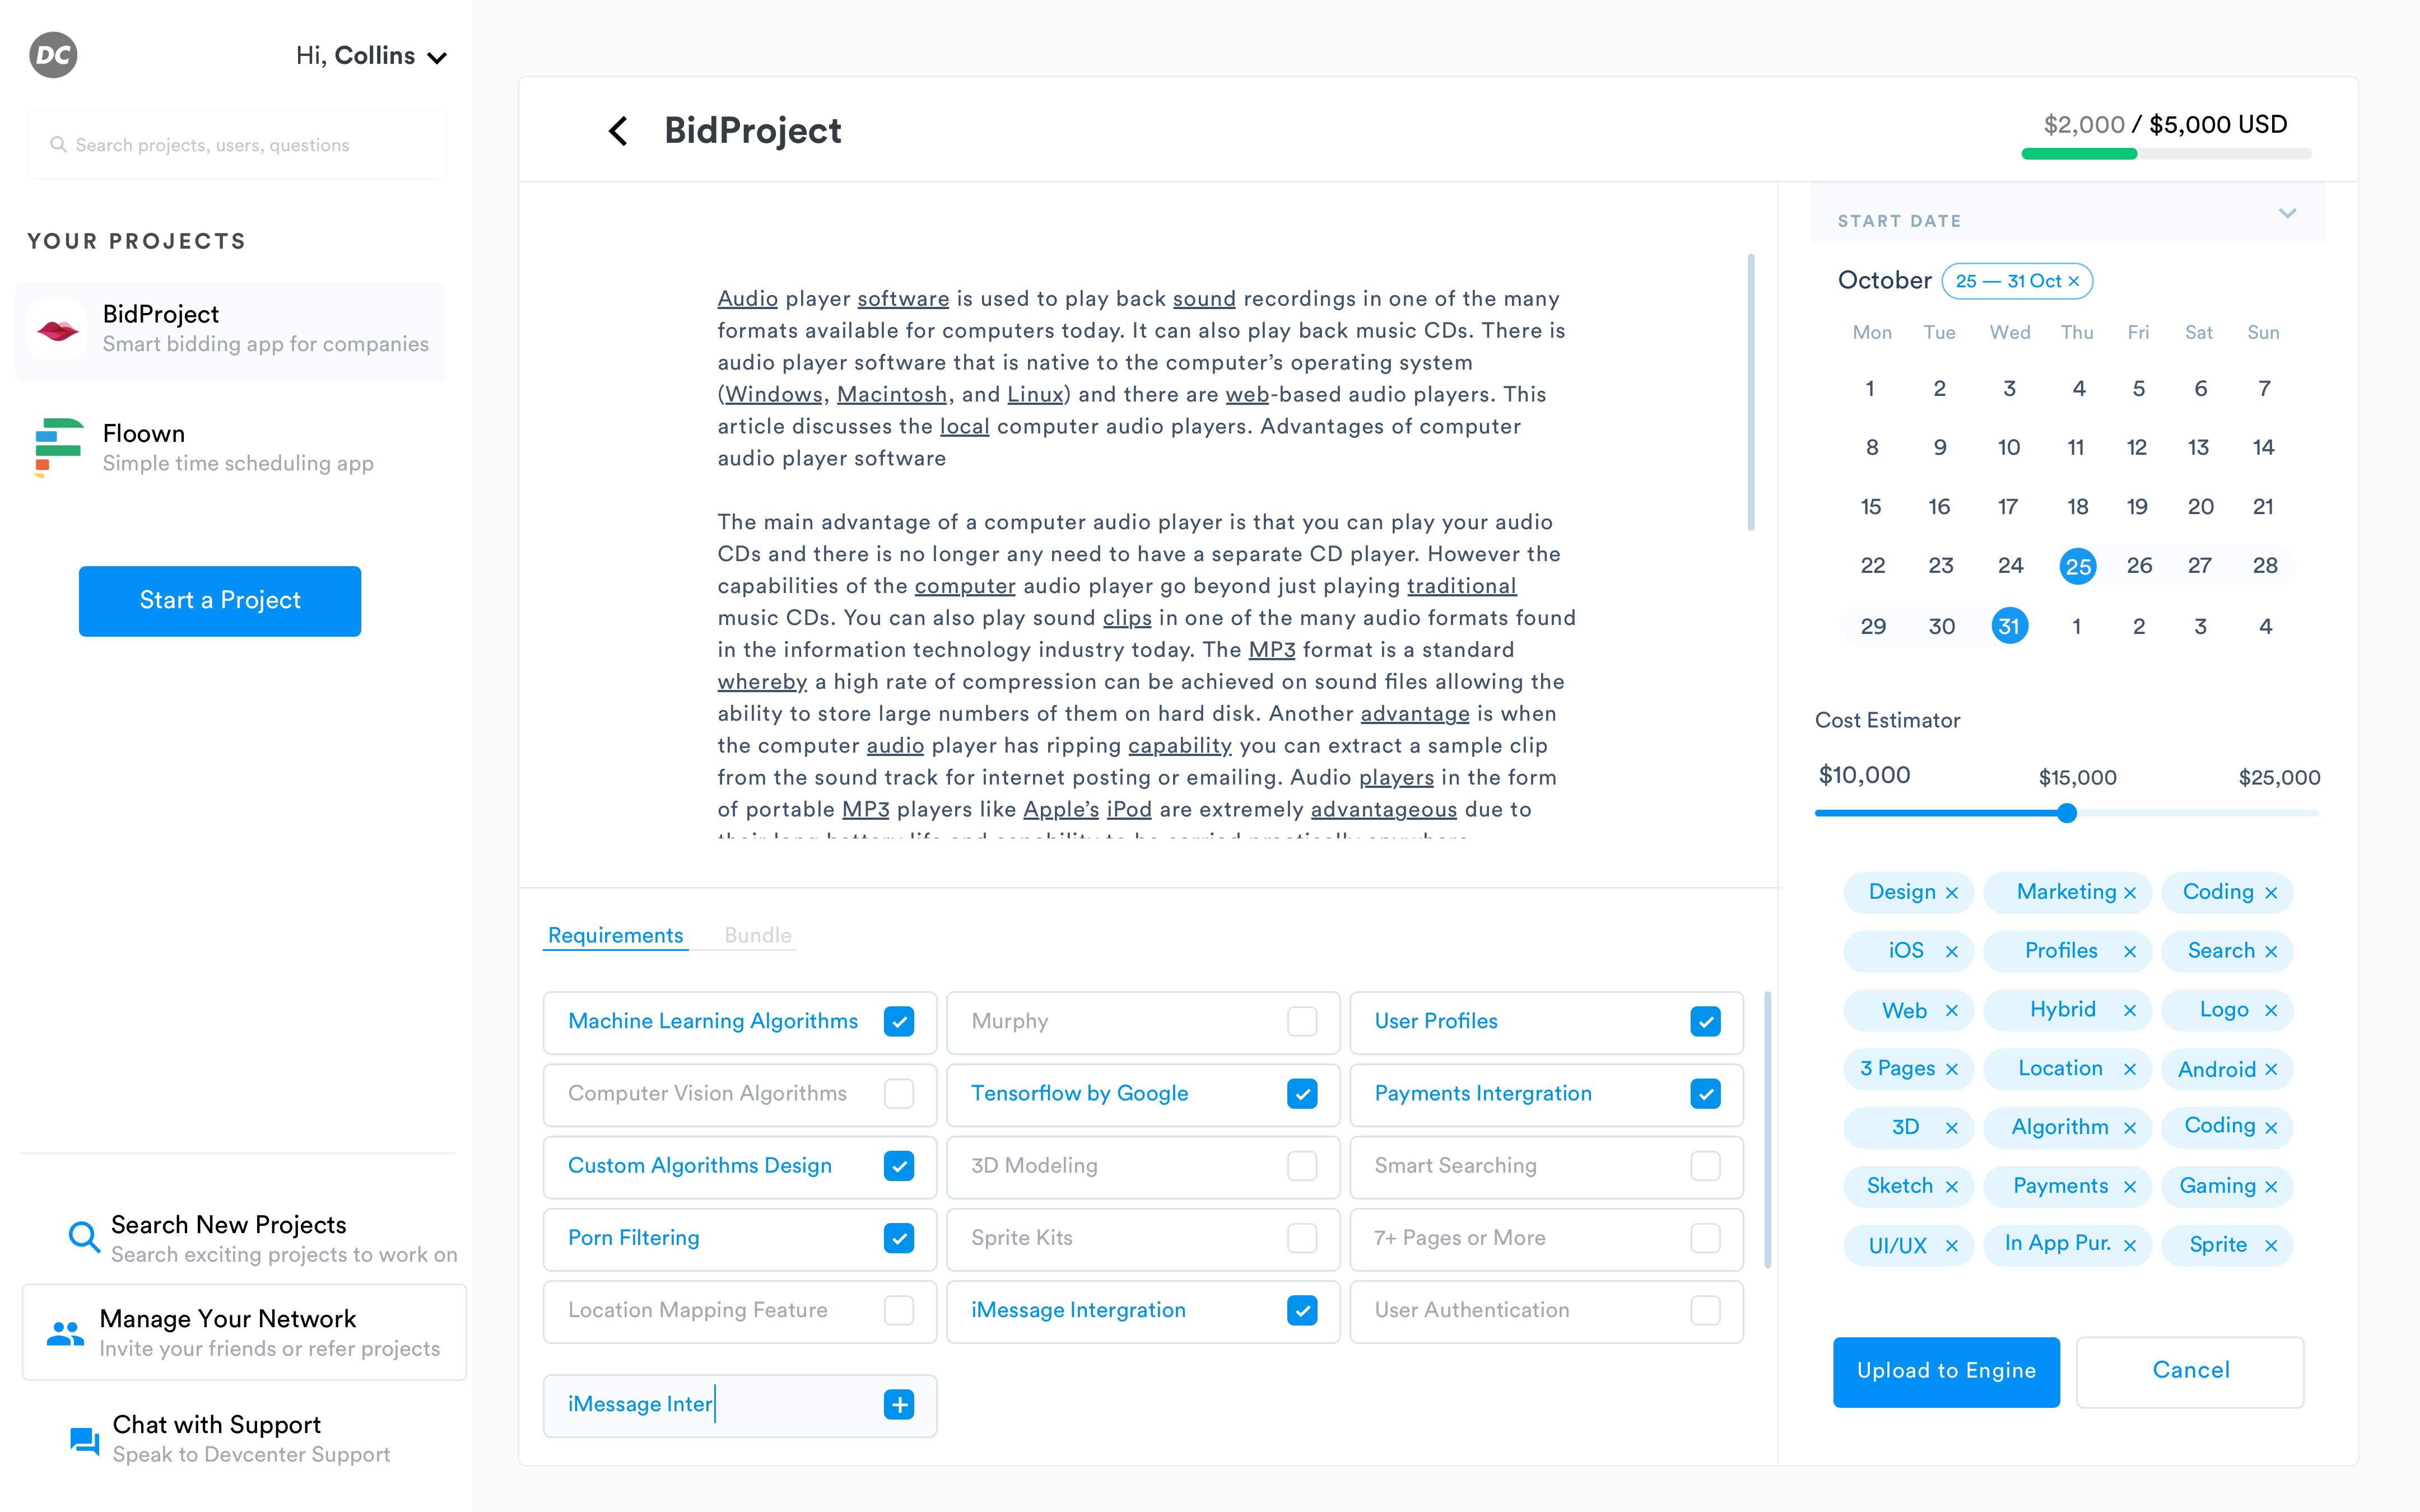 DC
Hi, Collins
Search projects, users, questions
YOUR PROJECTS
BidProject
Smart bidding app for companies
Floown
Simple time scheduling app
Start a Project
Search New Projects
Search exciting projects to work on
Manage Your Network
Invite your friends or refer projects
Chat with Support
Speak to Devcenter Support
BidProject
$2,000 / $5,000 USD
Audio player software is used to play back sound recordings in one of the many
formats available for computers today. It can also play back music CDs. There is
audio player software that is native to the computer’s operating system
(Windows, Macintosh, and Linux) and there are web-based audio players. This
article discusses the local computer audio players. Advantages of computer
audio player software
The main advantage of a computer audio player is that you can play your audio
CDs and there is no longer any need to have a separate CD player. However the
capabilities of the computer audio player go beyond just playing traditional
music CDs. You can also play sound clips in one of the many audio formats found
in the information technology industry today. The MP3 format is a standard
whereby a high rate of compression can be achieved on sound files allowing the
ability to store large numbers of them on hard disk. Another advantage is when
the computer audio player has ripping capability you can extract a sample clip
from the sound track for internet posting or emailing. Audio players in the form
of portable MP3 players like Apple’s iPod are extremely advantageous due to
their long battery life and capability to be carried practically anywhere
Requirements Bundle
Machine Learning Algorithms Murphy User Profiles
Computer Vision Algorithms Tensorflow by Google Payments Intergration
Custom Algorithms Design 3D Modeling Smart Searching
Porn Filtering Sprite Kits 7+ Pages or More
Location Mapping Feature iMessage Intergration User Authentication
iMessage Inter
START DATE
October 25 — 31 Oct ×
Mon Tue Wed Thu Fri Sat Sun
1 2 3 4 5 6 7
8 9 10 11 12 13 14
15 16 17 18 19 20 21
22 23 24 25 26 27 28
29 30 31 1 2 3 4
Cost Estimator
$10,000 $15,000 $25,000
Design × Marketing × Coding ×
iOS × Profiles × Search ×
Web × Hybrid × Logo ×
3 Pages × Location × Android ×
3D × Algorithm × Coding ×
Sketch × Payments × Gaming ×
UI/UX × In App Pur. × Sprite ×
Upload to Engine Cancel